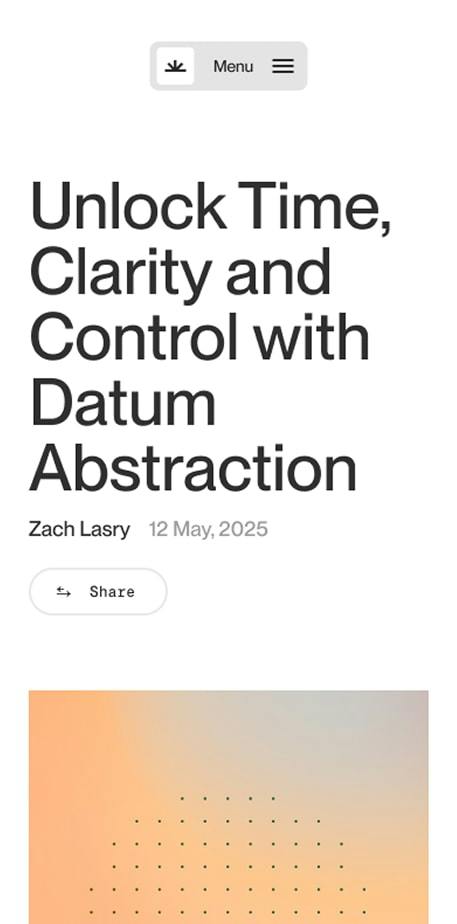 Menu
Unlock Time,
Clarity and
Control with
Datum
Abstraction
Zach Lasry 12 May, 2025
Share